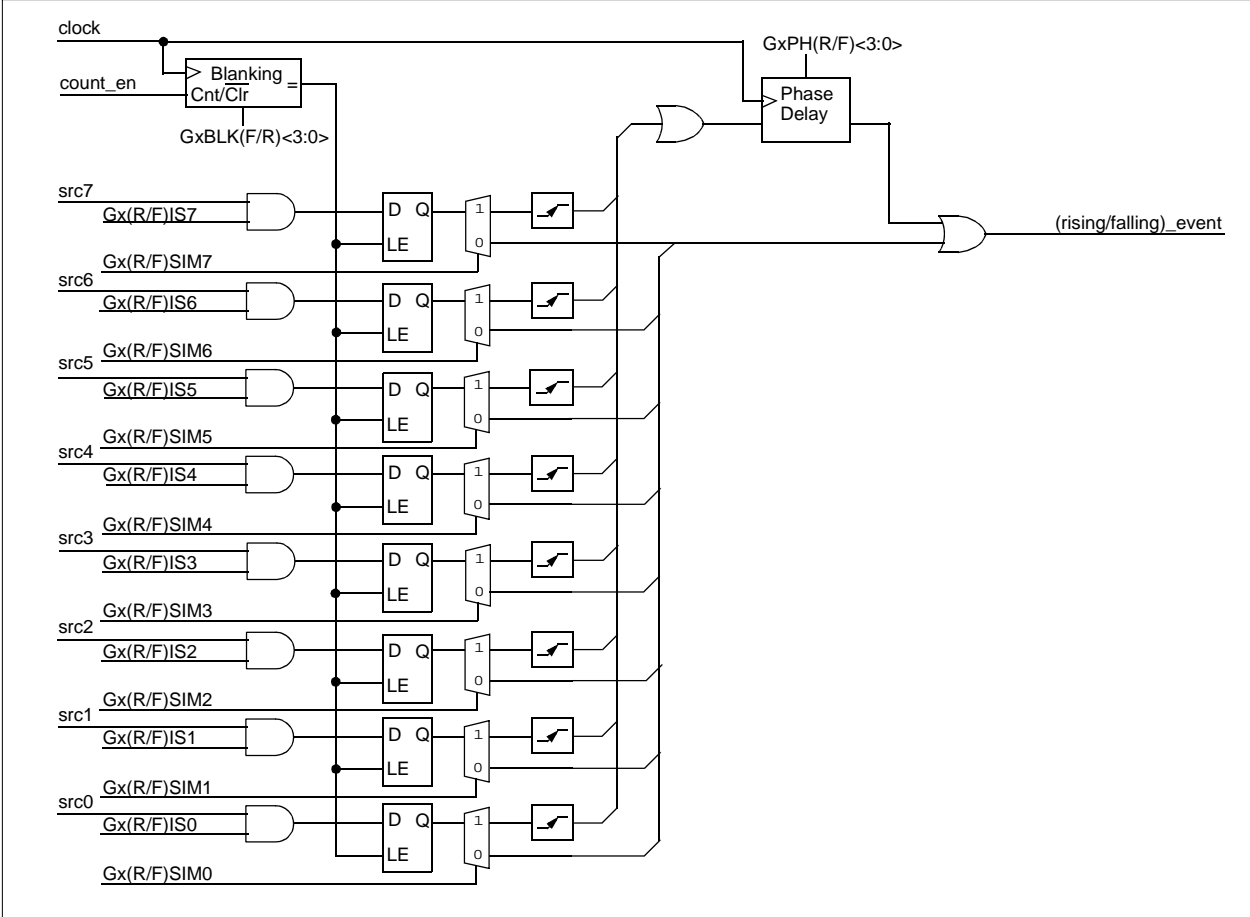 clock
GxPH(R/F)<3:0>
count_en
Blanking
=
Cnt/Clr
Phase
Delay
GxBLK(F/R)<3:0>
src7
Gx(R/F)IS7
D Q
LE
1
0
Gx(R/F)SIM7
(rising/falling)_event
src6
Gx(R/F)IS6
D Q
LE
1
0
Gx(R/F)SIM6
src5
Gx(R/F)IS5
D Q
LE
1
0
Gx(R/F)SIM5
src4
Gx(R/F)IS4
D Q
LE
1
0
Gx(R/F)SIM4
src3
Gx(R/F)IS3
D Q
LE
1
0
Gx(R/F)SIM3
src2
Gx(R/F)IS2
D Q
LE
1
0
Gx(R/F)SIM2
src1
Gx(R/F)IS1
D Q
LE
1
0
Gx(R/F)SIM1
src0
Gx(R/F)IS0
D Q
LE
1
0
Gx(R/F)SIM0